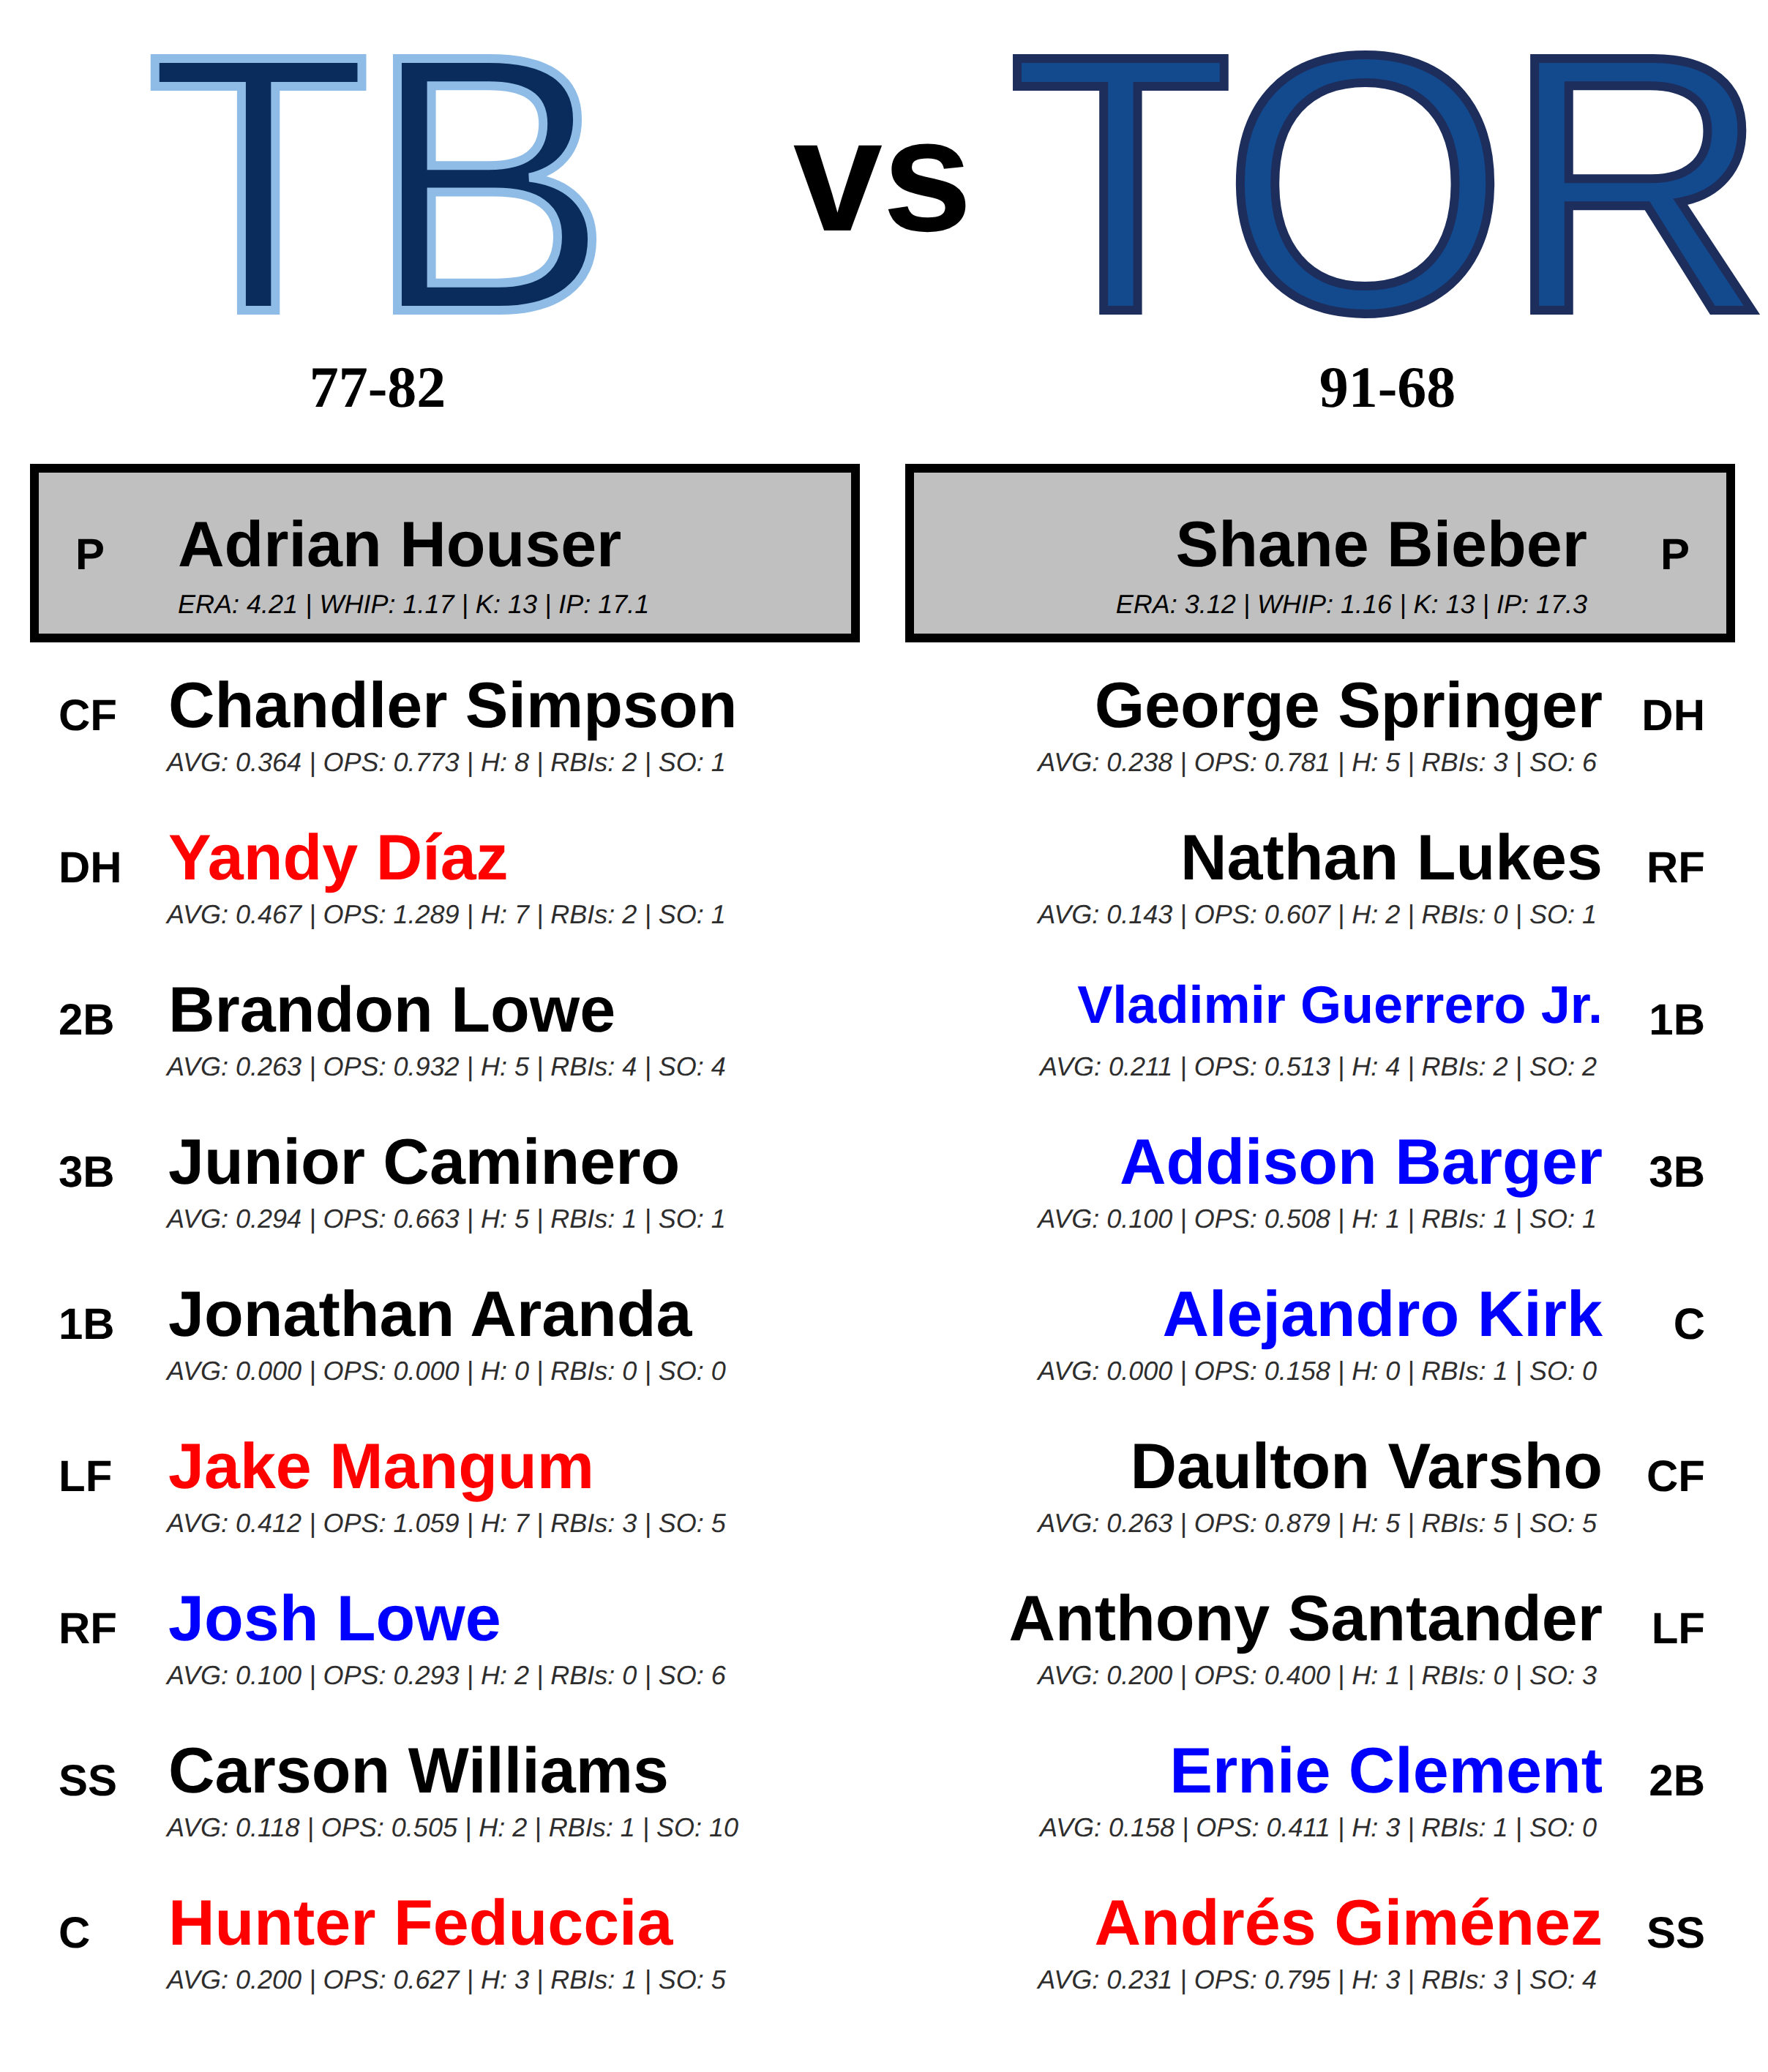 TB vs TOR
77-82
91-68
P Adrian Houser
ERA: 4.21 | WHIP: 1.17 | K: 13 | IP: 17.1
Shane Bieber P
ERA: 3.12 | WHIP: 1.16 | K: 13 | IP: 17.3
CF Chandler Simpson
AVG: 0.364 | OPS: 0.773 | H: 8 | RBIs: 2 | SO: 1
DH Yandy Díaz
AVG: 0.467 | OPS: 1.289 | H: 7 | RBIs: 2 | SO: 1
2B Brandon Lowe
AVG: 0.263 | OPS: 0.932 | H: 5 | RBIs: 4 | SO: 4
3B Junior Caminero
AVG: 0.294 | OPS: 0.663 | H: 5 | RBIs: 1 | SO: 1
1B Jonathan Aranda
AVG: 0.000 | OPS: 0.000 | H: 0 | RBIs: 0 | SO: 0
LF Jake Mangum
AVG: 0.412 | OPS: 1.059 | H: 7 | RBIs: 3 | SO: 5
RF Josh Lowe
AVG: 0.100 | OPS: 0.293 | H: 2 | RBIs: 0 | SO: 6
SS Carson Williams
AVG: 0.118 | OPS: 0.505 | H: 2 | RBIs: 1 | SO: 10
C Hunter Feduccia
AVG: 0.200 | OPS: 0.627 | H: 3 | RBIs: 1 | SO: 5
George Springer DH
AVG: 0.238 | OPS: 0.781 | H: 5 | RBIs: 3 | SO: 6
Nathan Lukes RF
AVG: 0.143 | OPS: 0.607 | H: 2 | RBIs: 0 | SO: 1
Vladimir Guerrero Jr. 1B
AVG: 0.211 | OPS: 0.513 | H: 4 | RBIs: 2 | SO: 2
Addison Barger 3B
AVG: 0.100 | OPS: 0.508 | H: 1 | RBIs: 1 | SO: 1
Alejandro Kirk C
AVG: 0.000 | OPS: 0.158 | H: 0 | RBIs: 1 | SO: 0
Daulton Varsho CF
AVG: 0.263 | OPS: 0.879 | H: 5 | RBIs: 5 | SO: 5
Anthony Santander LF
AVG: 0.200 | OPS: 0.400 | H: 1 | RBIs: 0 | SO: 3
Ernie Clement 2B
AVG: 0.158 | OPS: 0.411 | H: 3 | RBIs: 1 | SO: 0
Andrés Giménez SS
AVG: 0.231 | OPS: 0.795 | H: 3 | RBIs: 3 | SO: 4